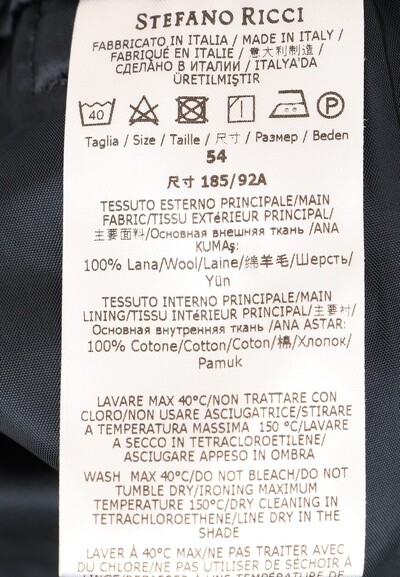 STEFANO RICCI
FABBRICATO IN ITALIA / MADE IN ITALY /
FABRIQUÉ EN ITALIE / 意大利制造 /
СДЕЛАНО В ИТАЛИИ / ITALYA'DA
ÜRETILMIŞTIR
40 P
Taglia / Size / Taille / 尺寸 / Размер / Beden
54
尺寸 185/92A
TESSUTO ESTERNO PRINCIPALE/MAIN
FABRIC/TISSU EXTéRIEUR PRINCIPAL/
主要面料/Основная внешняя ткань /ANA
KUMAş:
100% Lana/Wool/Laine/绵羊毛/Шерсть/
Yün
TESSUTO INTERNO PRINCIPALE/MAIN
LINING/TISSU INTéRIEUR PRINCIPAL/主要衬/
Основная внутренняя ткань /ANA ASTAR:
100% Cotone/Cotton/Coton/棉/Хлопок/
Pamuk
LAVARE MAX 40°C/NON TRATTARE CON
CLORO/NON USARE ASCIUGATRICE/STIRARE
A TEMPERATURA MASSIMA 150 °C/LAVARE
A SECCO IN TETRACLOROETILENE/
ASCIUGARE APPESO IN OMBRA
WASH MAX 40°C/DO NOT BLEACH/DO NOT
TUMBLE DRY/IRONING MAXIMUM
TEMPERATURE 150°C/DRY CLEANING IN
TETRACHLOROETHENE/LINE DRY IN THE
SHADE
LAVER À 40°C MAX/NE PAS TRAITER AVEC
DU CHLORE/NE PAS UTILISER DE SÉCHOIR À